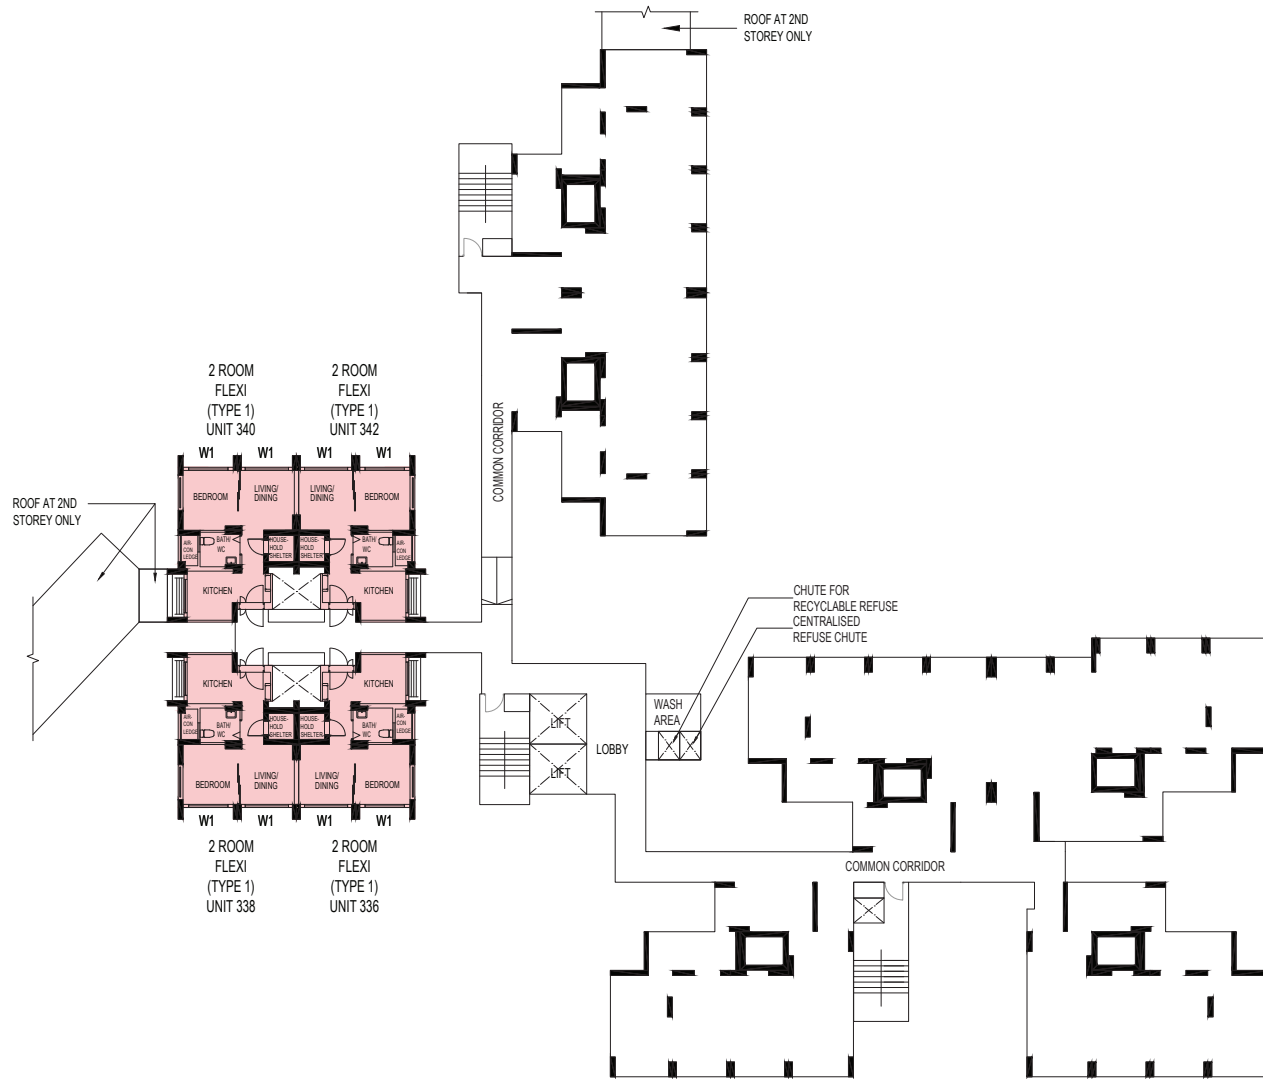 ROOF AT 2ND
STOREY ONLY
2 ROOM
FLEXI
(TYPE 1)
UNIT 340
2 ROOM
FLEXI
(TYPE 1)
UNIT 342
W1
W1
W1
W1
COMMON CORRIDOR
ROOF AT 2ND
STOREY ONLY
BEDROOM
LIVING/
DINING
LIVING/
DINING
BEDROOM
AIR-
CON
LEDGE
BATH/
WC
HOUSE-
HOLD
SHELTER
HOUSE-
HOLD
SHELTER
BATH/
WC
AIR-
CON
LEDGE
KITCHEN
KITCHEN
CHUTE FOR
RECYCLABLE REFUSE
CENTRALISED
REFUSE CHUTE
KITCHEN
KITCHEN
AIR-
CON
LEDGE
BATH/
WC
HOUSE-
HOLD
SHELTER
HOUSE-
HOLD
SHELTER
BATH/
WC
AIR-
CON
LEDGE
WASH
AREA
LIFT
LOBBY
LIFT
BEDROOM
LIVING/
DINING
LIVING/
DINING
BEDROOM
W1
W1
W1
W1
2 ROOM
FLEXI
(TYPE 1)
UNIT 338
2 ROOM
FLEXI
(TYPE 1)
UNIT 336
COMMON CORRIDOR